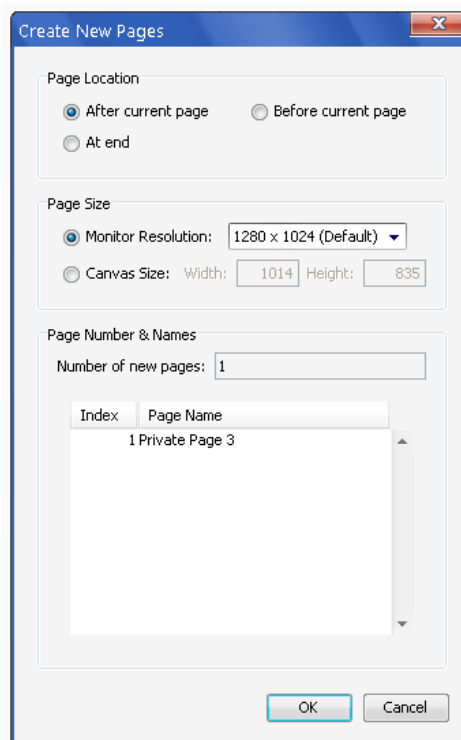 Create New Pages
Page Location
After current page Before current page
At end
Page Size
Monitor Resolution: 1280 x 1024 (Default)
Canvas Size: Width: 1014 Height: 835
Page Number & Names
Number of new pages: 1
Index Page Name
1 Private Page 3
OK Cancel